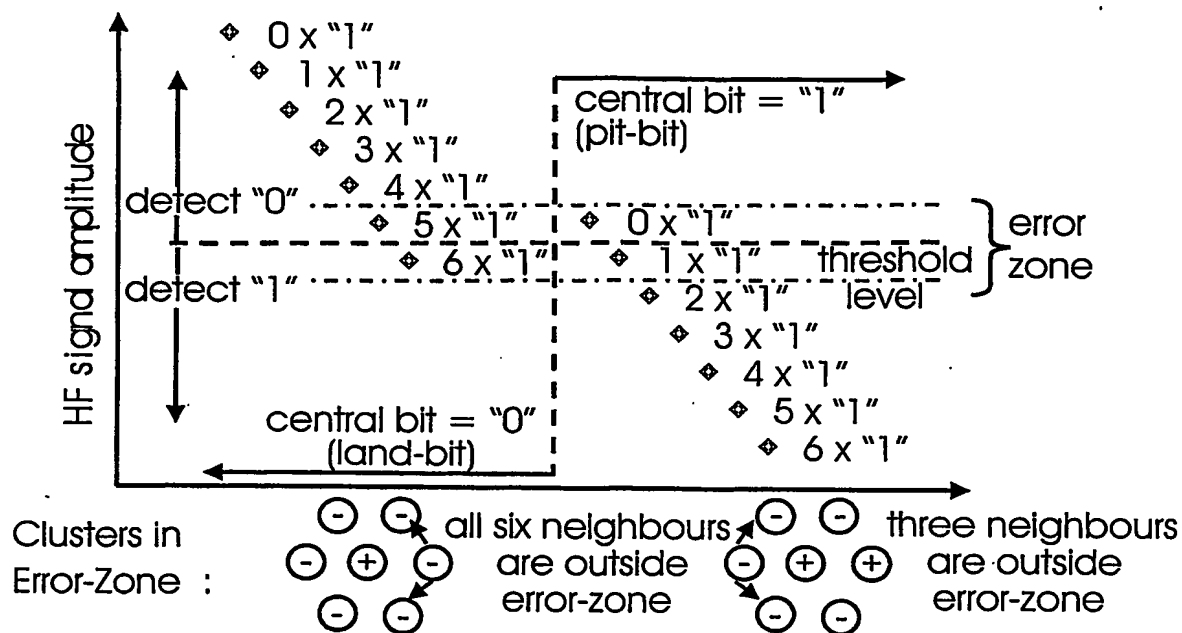 0 x "1"
1 x "1"
2 x "1"
3 x "1"
4 x "1"
5 x "1"
6 x "1"
central bit = "1"
(pit-bit)
detect "0"
detect "1"
HF signd amplitude
0 x "1"
1 x "1"
2 x "1"
3 x "1"
4 x "1"
5 x "1"
6 x "1"
threshold
level
error
zone
central bit = "0"
(land-bit)
Clusters in
Error-Zone :
- -
- + -
- -
all six neighbours
are outside
error-zone
- -
- + +
- -
three neighbours
are outside
error-zone